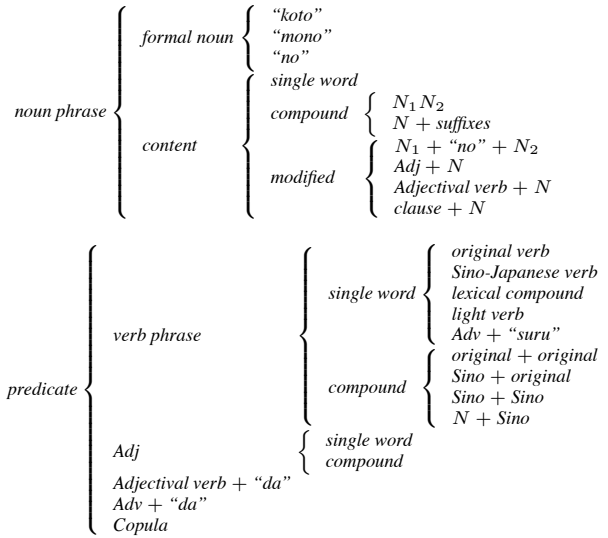 noun phrase
formal noun
“koto”
“mono”
“no”
content
single word
compound
N₁N₂
N + suffixes
modified
N₁ + “no” + N₂
Adj + N
Adjectival verb + N
clause + N
predicate
verb phrase
single word
original verb
Sino-Japanese verb
lexical compound
light verb
Adv + “suru”
compound
original + original
Sino + original
Sino + Sino
N + Sino
Adj
single word
compound
Adjectival verb + “da”
Adv + “da”
Copula